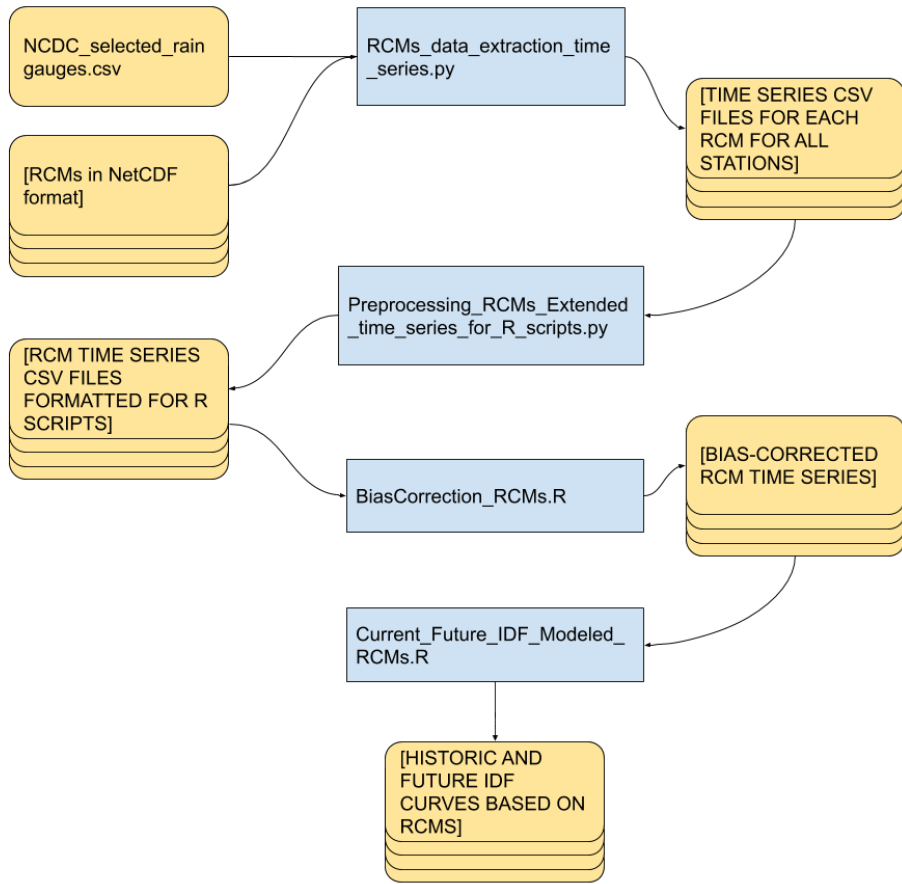 NCDC_selected_rain
gauges.csv
RCMs_data_extraction_time
_series.py
[TIME SERIES CSV
FILES FOR EACH
RCM FOR ALL
STATIONS]
[RCMs in NetCDF
format]
Preprocessing_RCMs_Extended
_time_series_for_R_scripts.py
[RCM TIME SERIES
CSV FILES
FORMATTED FOR R
SCRIPTS]
BiasCorrection_RCMs.R
[BIAS-CORRECTED
RCM TIME SERIES]
Current_Future_IDF_Modeled_
RCMs.R
[HISTORIC AND
FUTURE IDF
CURVES BASED ON
RCMS]